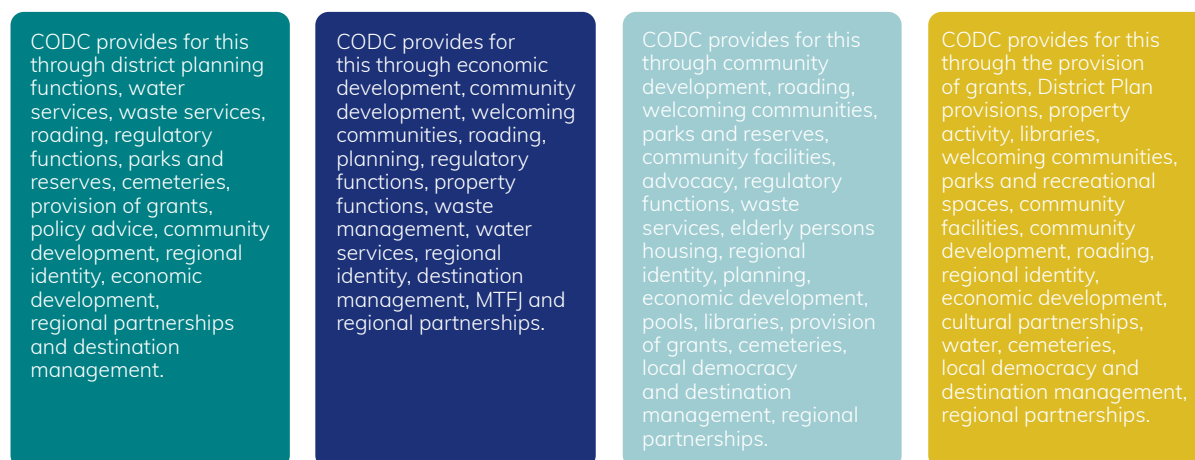 CODC provides for this
through district planning
functions, water
services, waste services,
roading, regulatory
functions, parks and
reserves, cemeteries,
provision of grants,
policy advice, community
development, regional
identity, economic
development,
regional partnerships
and destination
management.
CODC provides for
this through economic
development, community
development, welcoming
communities, roading,
planning, regulatory
functions, property
functions, waste
management, water
services, regional
identity, destination
management, MTFJ and
regional partnerships.
CODC provides for this
through community
development, roading,
welcoming communities,
parks and reserves,
community facilities,
advocacy, regulatory
functions, waste
services, elderly persons
housing, regional
identity, planning,
economic development,
pools, libraries, provision
of grants, cemeteries,
local democracy
and destination
management, regional
partnerships.
CODC provides for this
through the provision
of grants, District Plan
provisions, property
activity, libraries,
welcoming communities,
parks and recreational
spaces, community
facilities, community
development, roading,
regional identity,
economic development,
cultural partnerships,
water, cemeteries,
local democracy and
destination management,
regional partnerships.